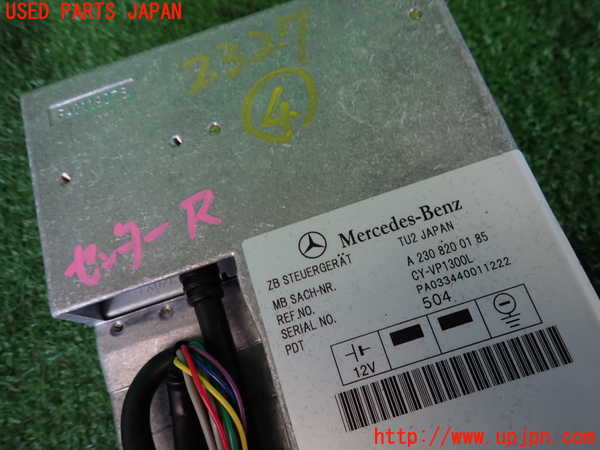 USED PARTS JAPAN
2327
4
センターR
Mercedes-Benz
TU2 JAPAN
ZB STEUERGERÄT
A 230 820 01 85
MB SACH-NR.
CY-VP1300L
REF.NO.
PA033440011222
SERIAL NO.
504
PDT
12V
http://www.upjpn.com/